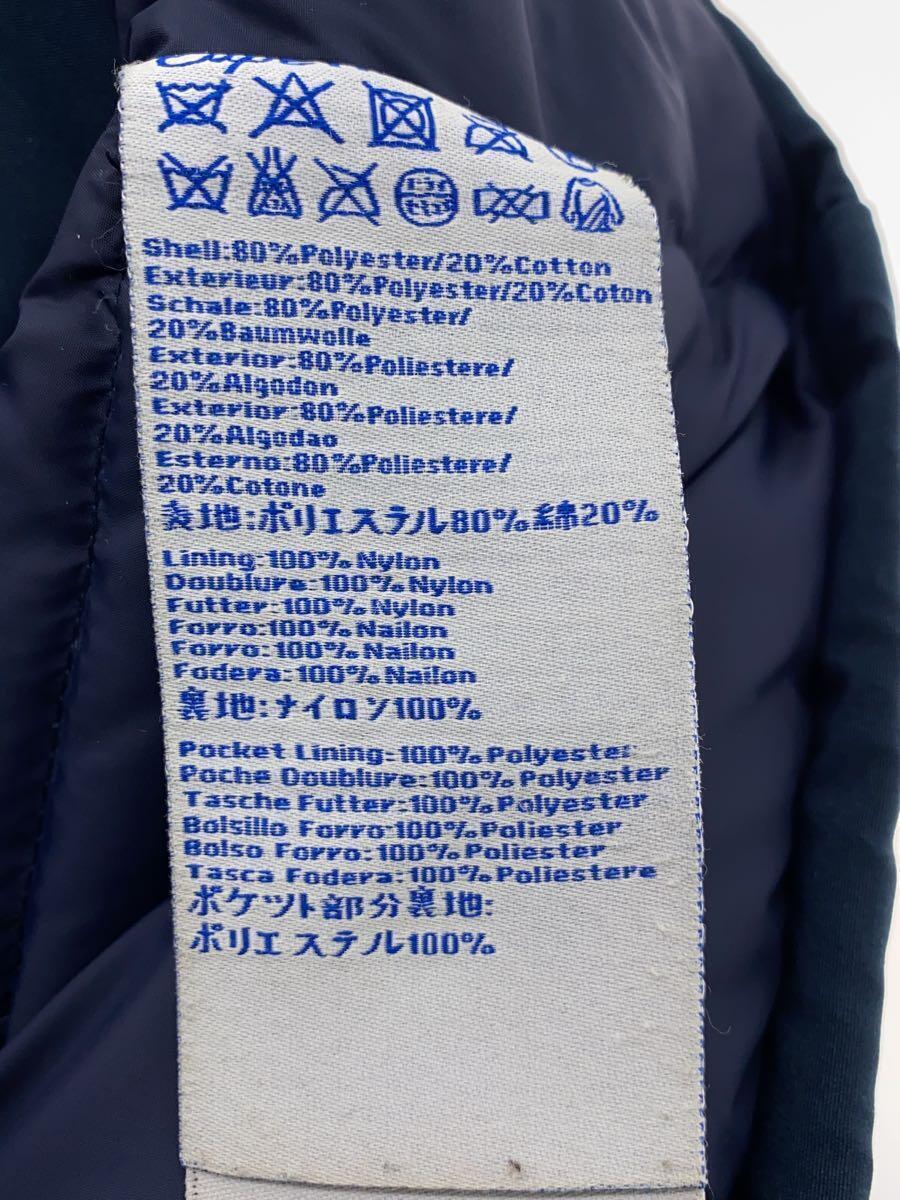 Shell:80%Polyester/20%Cotton
Exterieur:80%Polyester/20%Coton
Schale:80%Polyester/
20%Baumwolle
Exterior:80%Poliestere/
20%Algodon
Exterior:80%Poliestere/
20%Algodao
Esterno:80%Poliestere/
20%Cotone
表地:ポリエステル80%綿20%
Lining:100%Nylon
Doublure:100%Nylon
Futter:100%Nylon
Forro:100%Nailon
Forro:100%Nailon
Fodera:100%Nailon
裏地:ナイロン100%
Pocket Lining:100%Polyester
Poche Doublure:100%Polyester
Tasche Futter:100%Polyester
Bolsillo Forro:100%Poliester
Bolso Forro:100%Poliester
Tasca Fodera:100%Poliestere
ポケット部分裏地:
ポリエステル100%